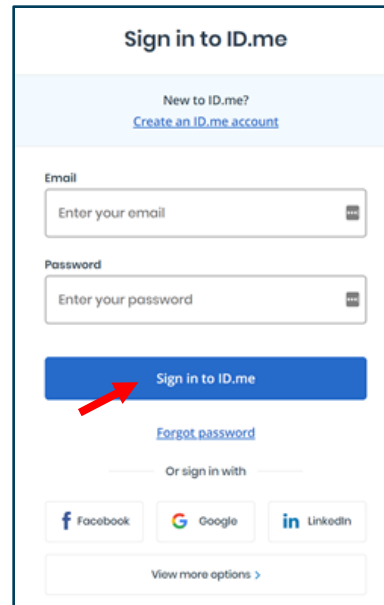 Sign in to ID.me
New to ID.me?
Create an ID.me account
Email
Enter your email
Password
Enter your password
Sign in to ID.me
Forgot password
Or sign in with
Facebook Google LinkedIn
View more options >